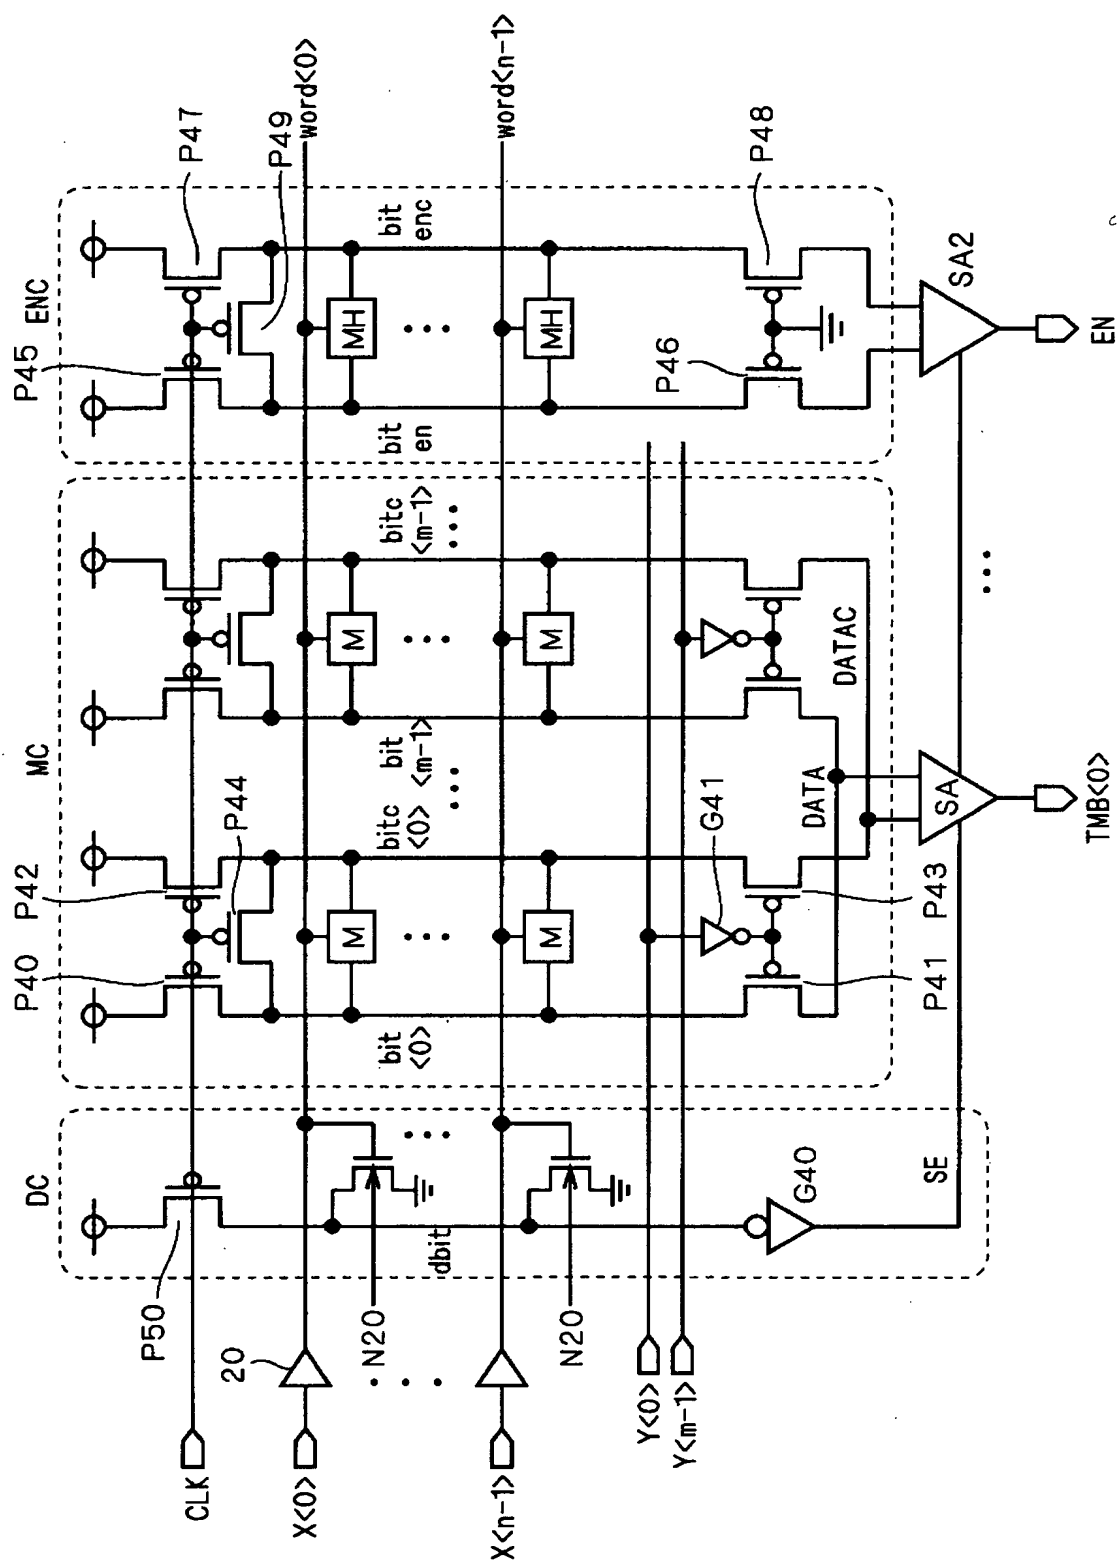 DC
MC
ENC
P50
P40
P42
P44
P45
P47
P49
CLK
X<0>
20
word<0>
N20
dbit
bit
<0>
M
bitc
<0>
bit
<m-1>
M
bitc
<m-1>
bit
en
MH
bit
enc
X<n-1>
word<n-1>
N20
M
M
MH
Y<0>
Y<m-1>
G40
SE
P41
G41
P43
DATA
DATAC
P46
P48
SA
SA2
TMB<0>
EN